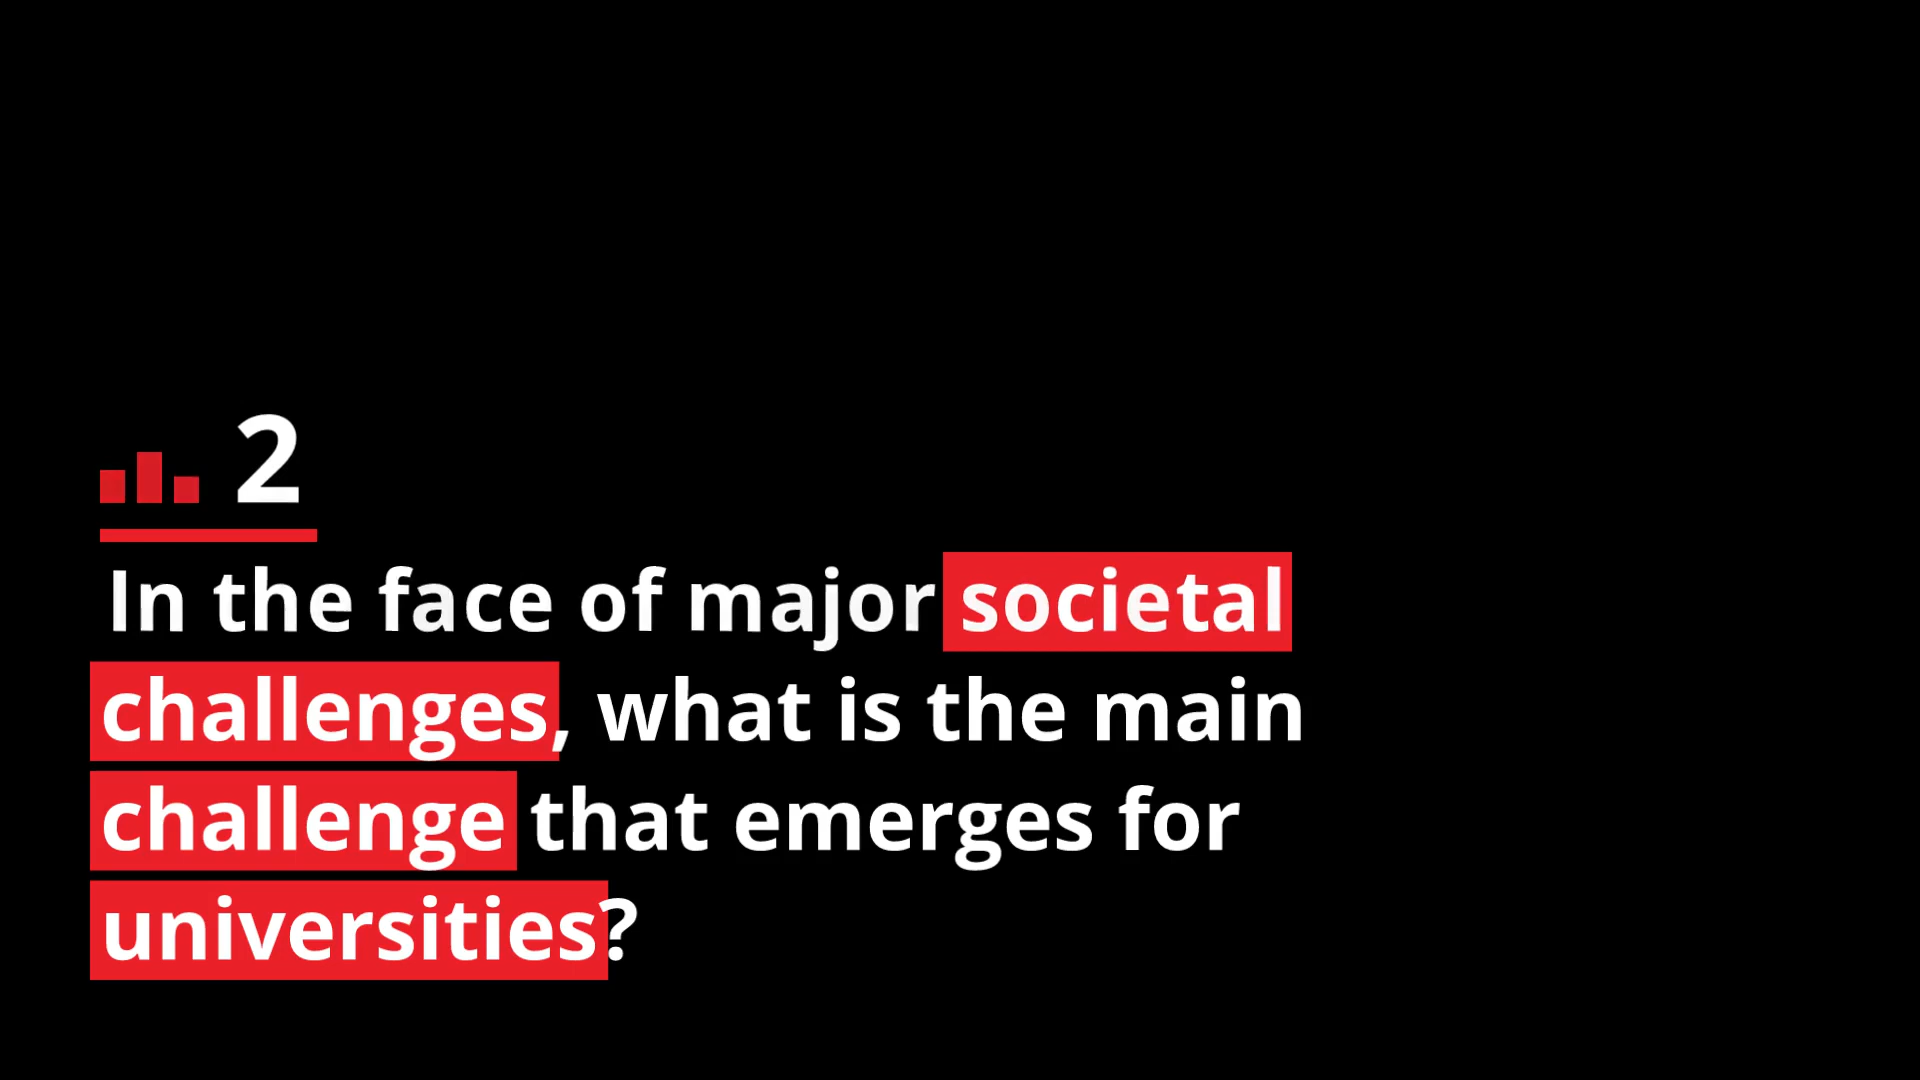 2
In the face of major societal
challenges, what is the main
challenge that emerges for
universities?